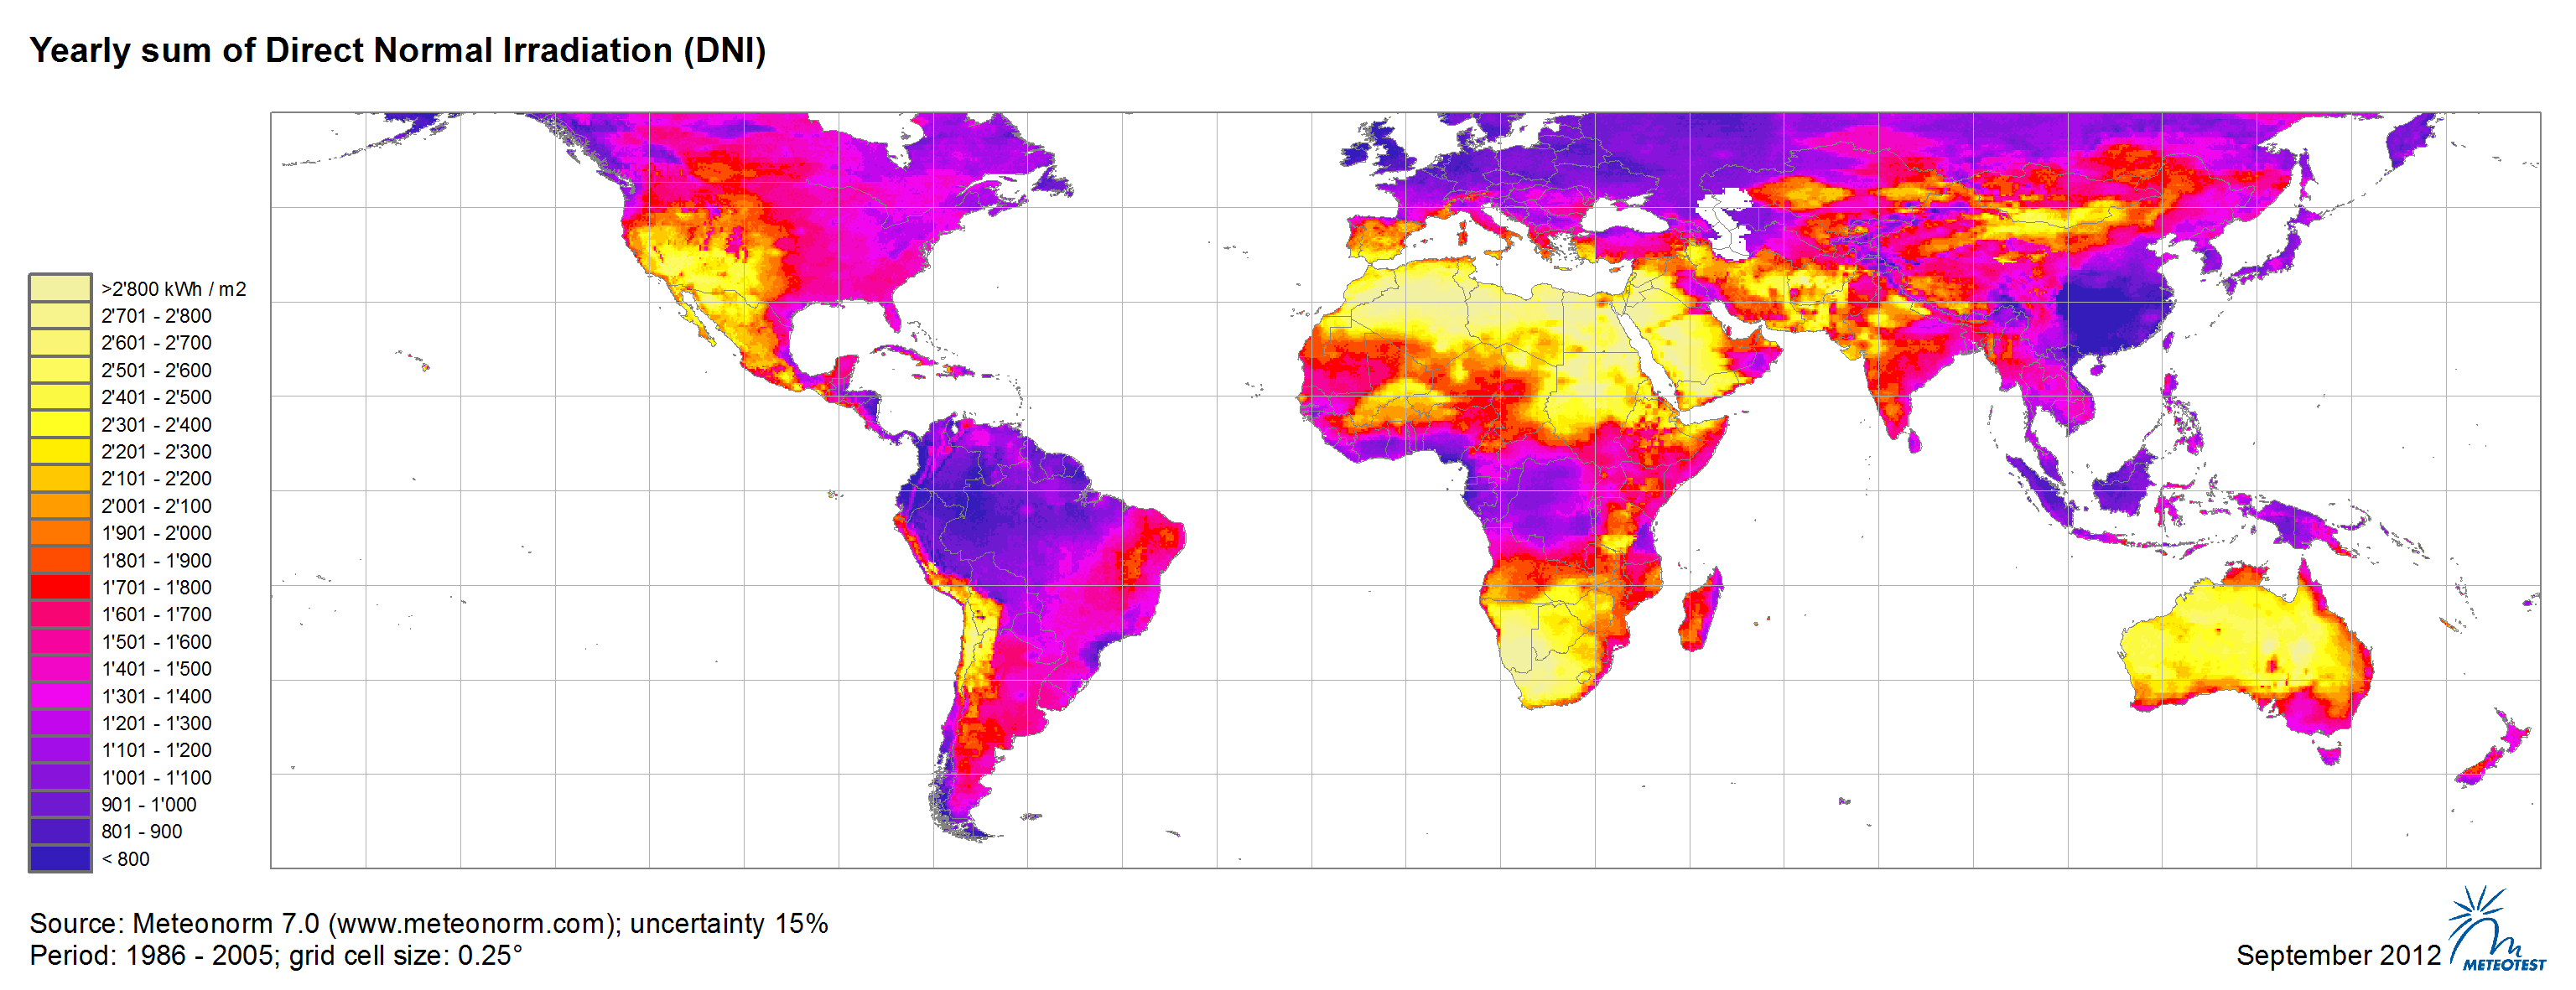 Yearly sum of Direct Normal Irradiation (DNI)
>2'800 kWh / m2
2'701 - 2'800
2'601 - 2'700
2'501 - 2'600
2'401 - 2'500
2'301 - 2'400
2'201 - 2'300
2'101 - 2'200
2'001 - 2'100
1'901 - 2'000
1'801 - 1'900
1'701 - 1'800
1'601 - 1'700
1'501 - 1'600
1'401 - 1'500
1'301 - 1'400
1'201 - 1'300
1'101 - 1'200
1'001 - 1'100
901 - 1'000
801 - 900
< 800
Source: Meteonorm 7.0 (www.meteonorm.com); uncertainty 15%
Period: 1986 - 2005; grid cell size: 0.25°
September 2012
METEOTEST